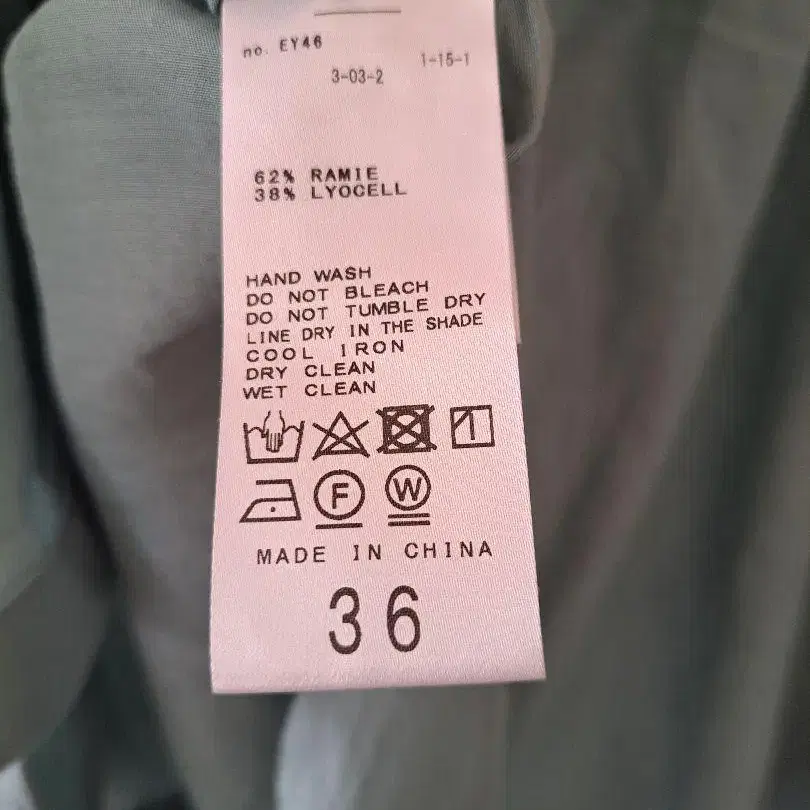 no. EY46
1-15-1
3-03-2
62% RAMIE
38% LYOCELL
HAND WASH
DO NOT BLEACH
DO NOT TUMBLE DRY
LINE DRY IN THE SHADE
COOL IRON
DRY CLEAN
WET CLEAN
F W
MADE IN CHINA
36